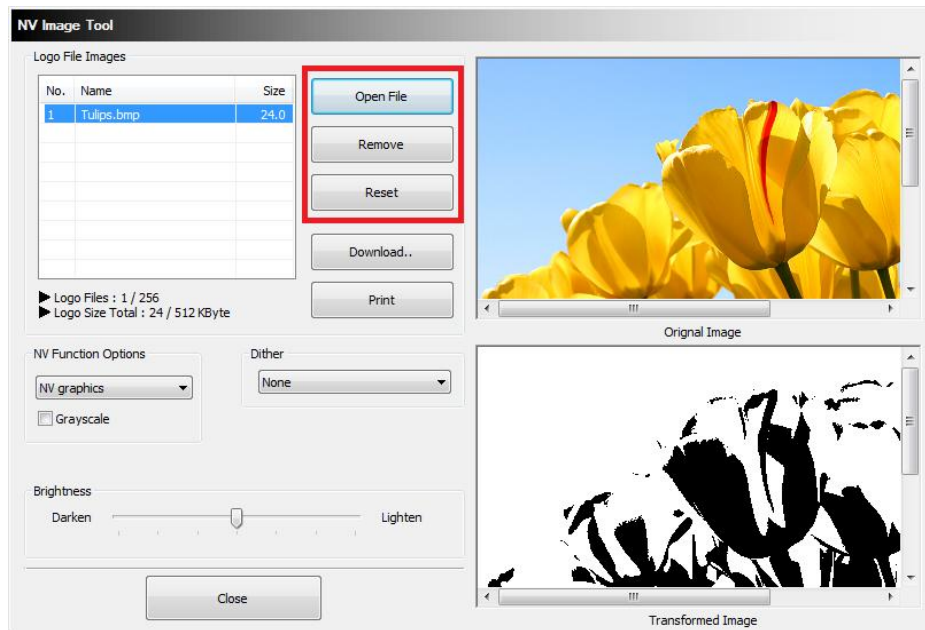 NV Image Tool
Logo File Images
No. Name Size
1 Tulips.bmp 24.0
Open File
Remove
Reset
Download..
Print
▶ Logo Files : 1 / 256
▶ Logo Size Total : 24 / 512 KByte
Orignal Image
NV Function Options
NV graphics
Grayscale
Dither
None
Brightness
Darken Lighten
Close
Transformed Image